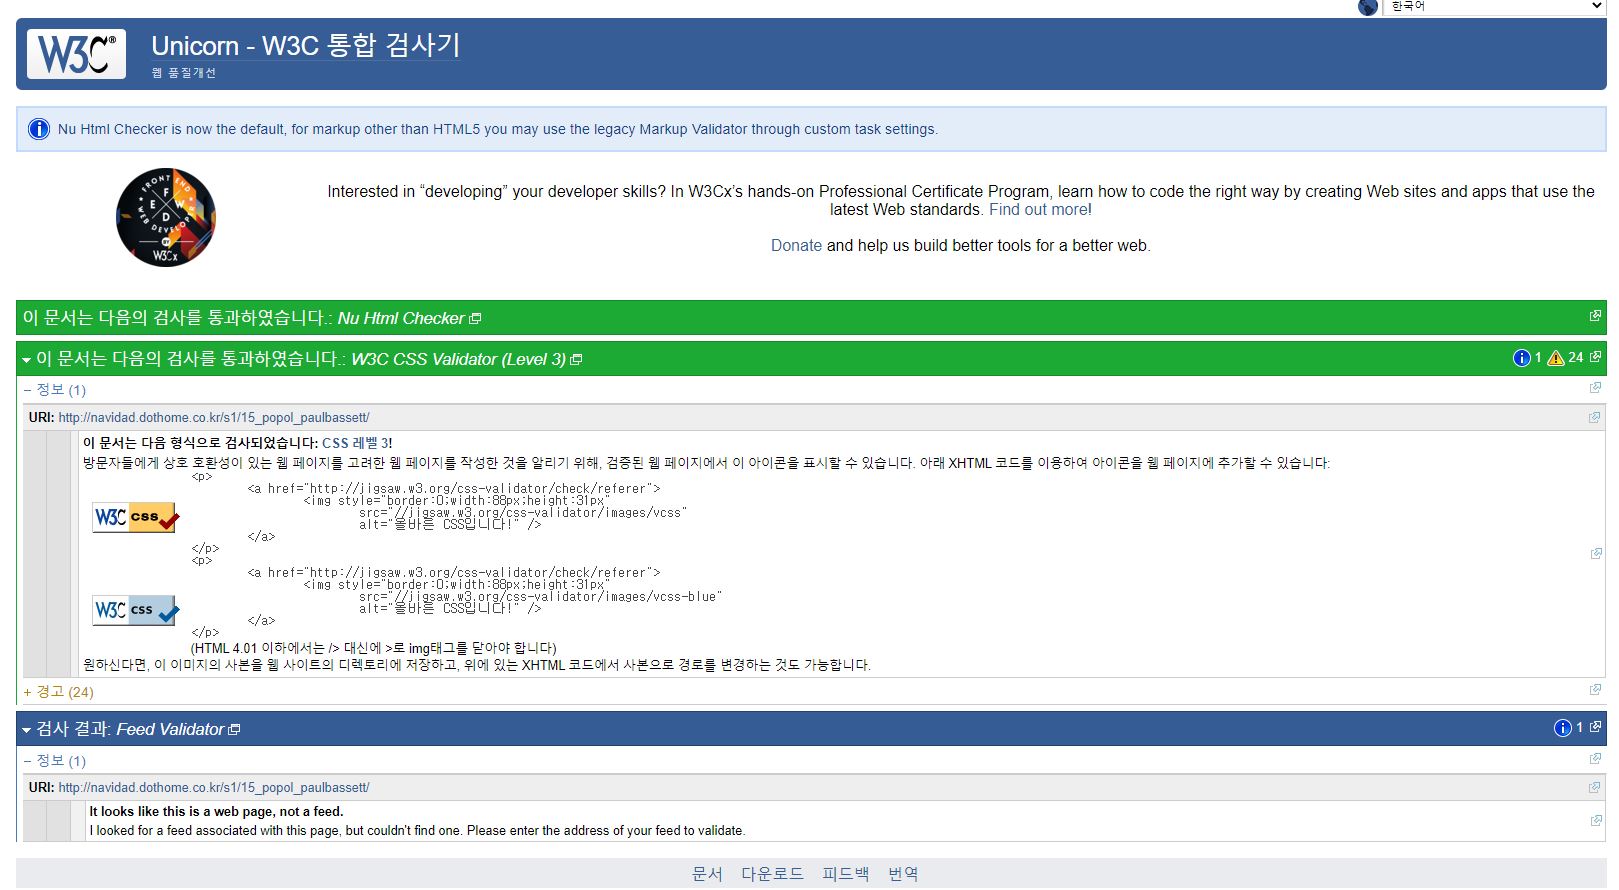 한국어
W3C®
Unicorn - W3C 통합 검사기
웹 품질개선
Nu Html Checker is now the default, for markup other than HTML5 you may use the legacy Markup Validator through custom task settings.
FRONT END
WEB DEVELOPER
F
E W
D
BY
W3Cx
Interested in “developing” your developer skills? In W3Cx’s hands-on Professional Certificate Program, learn how to code the right way by creating Web sites and apps that use the
latest Web standards. Find out more!
Donate and help us build better tools for a better web.
이 문서는 다음의 검사를 통과하였습니다.: Nu Html Checker
이 문서는 다음의 검사를 통과하였습니다.: W3C CSS Validator (Level 3) 1 24
− 정보 (1)
URI: http://navidad.dothome.co.kr/s1/15_popol_paulbassett/
이 문서는 다음 형식으로 검사되었습니다: CSS 레벨 3!
방문자들에게 상호 호환성이 있는 웹 페이지를 고려한 웹 페이지를 작성한 것을 알리기 위해, 검증된 웹 페이지에서 이 아이콘을 표시할 수 있습니다. 아래 XHTML 코드를 이용하여 아이콘을 웹 페이지에 추가할 수 있습니다:
<p>
<a href="http://jigsaw.w3.org/css-validator/check/referer">
<img style="border:0;width:88px;height:31px"
src="//jigsaw.w3.org/css-validator/images/vcss"
alt="올바른 CSS입니다!" />
</a>
</p>
W3C css
<p>
<a href="http://jigsaw.w3.org/css-validator/check/referer">
<img style="border:0;width:88px;height:31px"
src="//jigsaw.w3.org/css-validator/images/vcss-blue"
alt="올바른 CSS입니다!" />
</a>
</p>
W3C css
(HTML 4.01 이하에서는 /> 대신에 >로 img태그를 닫아야 합니다)
원하신다면, 이 이미지의 사본을 웹 사이트의 디렉토리에 저장하고, 위에 있는 XHTML 코드에서 사본으로 경로를 변경하는 것도 가능합니다.
+ 경고 (24)
검사 결과: Feed Validator 1
− 정보 (1)
URI: http://navidad.dothome.co.kr/s1/15_popol_paulbassett/
It looks like this is a web page, not a feed.
I looked for a feed associated with this page, but couldn't find one. Please enter the address of your feed to validate.
문서 다운로드 피드백 번역